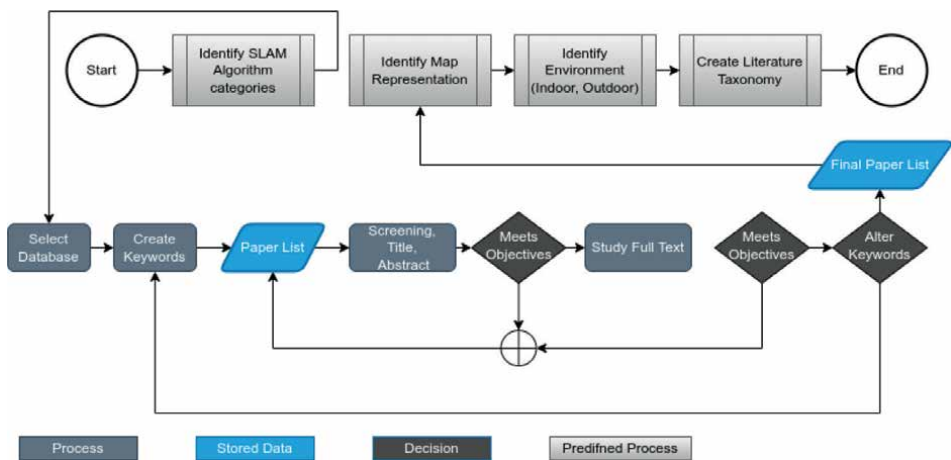 Start
Identify SLAM
Algorithm
categories
Identify Map
Representation
Identify
Environment
(Indoor, Outdoor)
Create Literature
Taxonomy
End
Final Paper List
Select
Database
Create
Keywords
Paper List
Screening,
Title,
Abstract
Meets
Objectives
Study Full Text
Meets
Objectives
Alter
Keywords
Process
Stored Data
Decision
Predifned Process